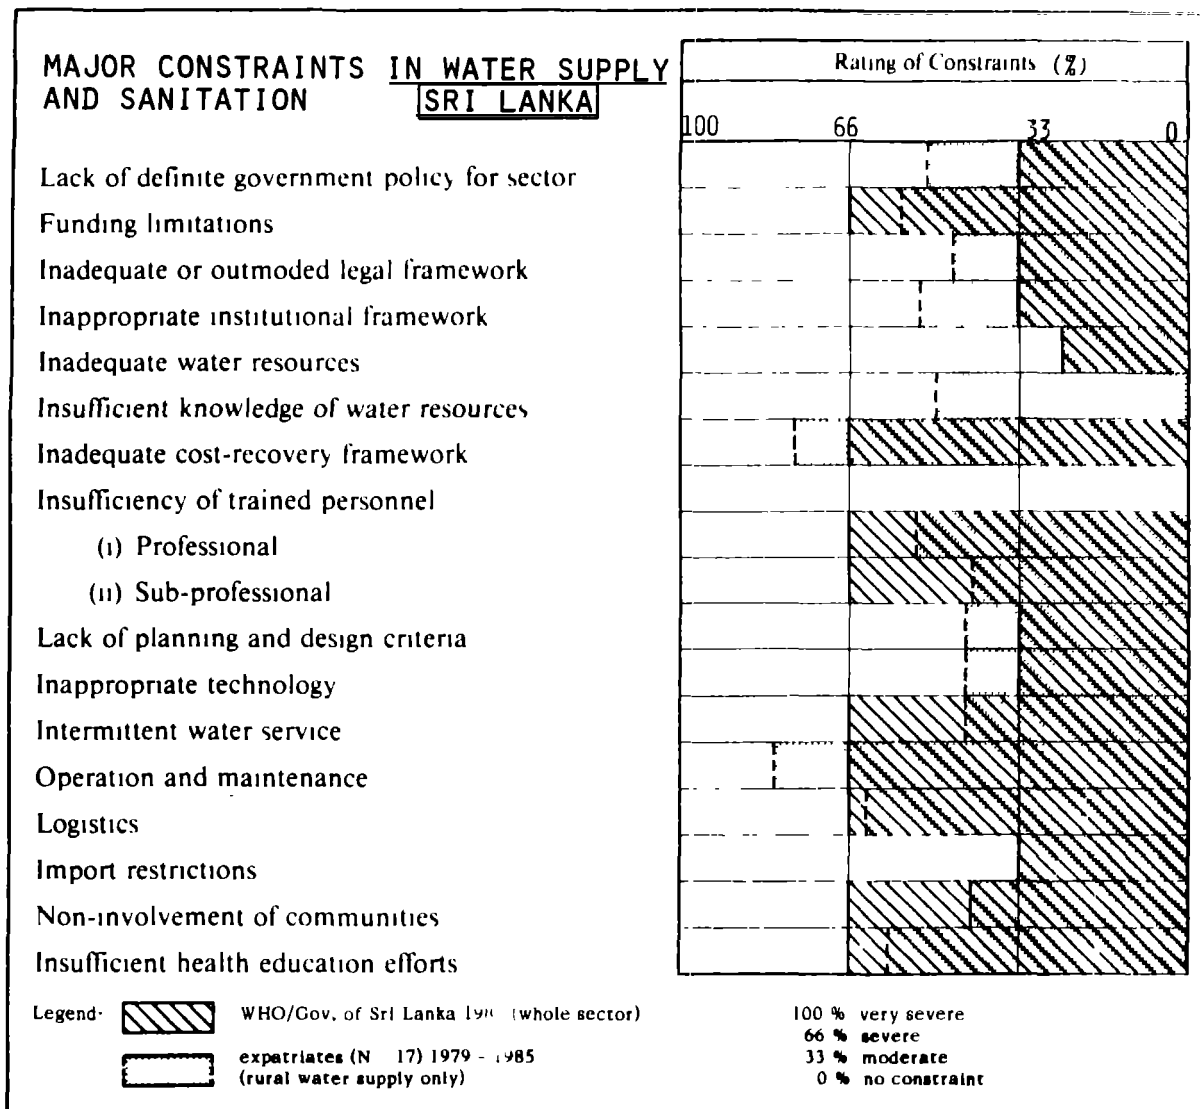 MAJOR CONSTRAINTS IN WATER SUPPLY
AND SANITATION SRI LANKA
Rating of Constraints (%)
100 66 33 0
Lack of definite government policy for sector
Funding limitations
Inadequate or outmoded legal framework
Inappropriate institutional framework
Inadequate water resources
Insufficient knowledge of water resources
Inadequate cost-recovery framework
Insufficiency of trained personnel
(i) Professional
(ii) Sub-professional
Lack of planning and design criteria
Inappropriate technology
Intermittent water service
Operation and maintenance
Logistics
Import restrictions
Non-involvement of communities
Insufficient health education efforts
Legend-
WHO/Gov. of Sri Lanka (whole sector)
expatriates (N 17) 1979 - 1985
(rural water supply only)
100 % very severe
66 % severe
33 % moderate
0 % no constraint